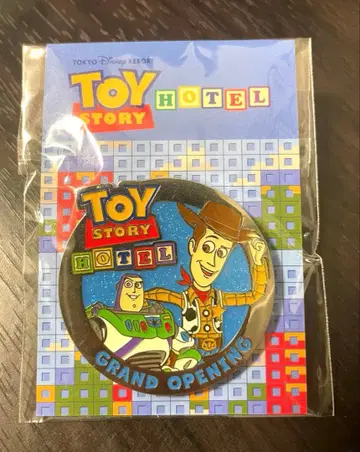 TOKYO Disney RESORT
TOY
STORY
HOTEL
TOY
STORY
HOTEL
GRAND OPENING